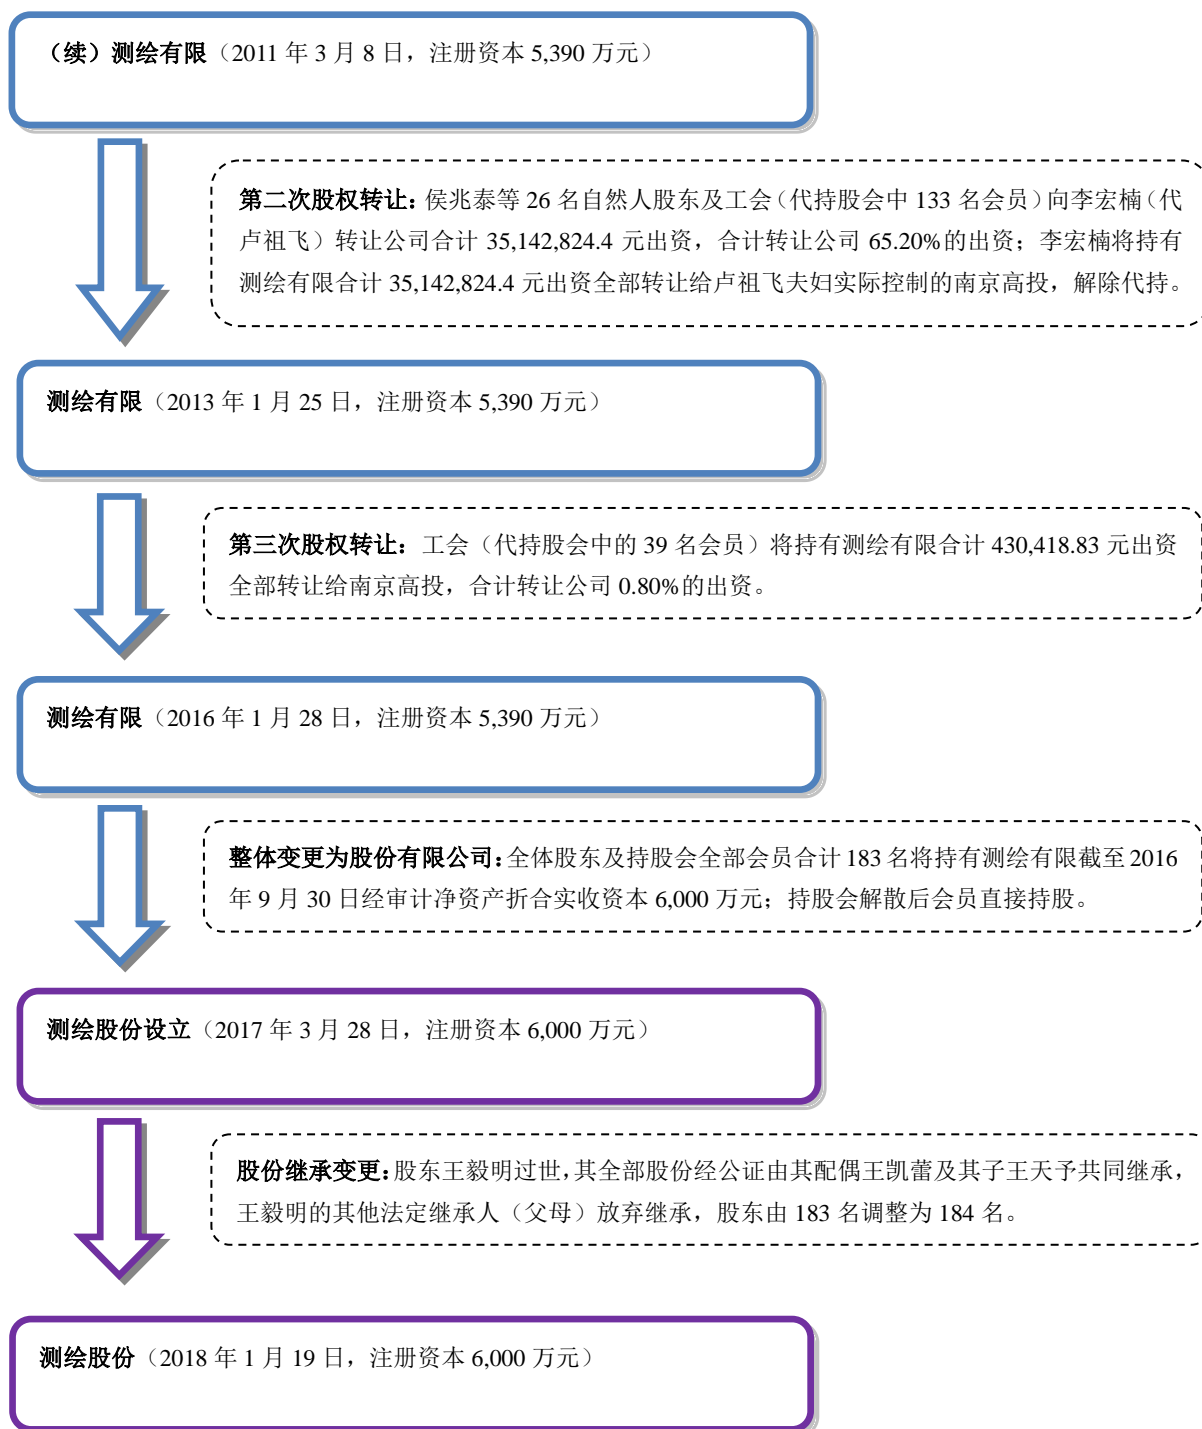 （续）测绘有限（2011 年 3 月 8 日，注册资本 5,390 万元）
第二次股权转让：侯兆泰等 26 名自然人股东及工会（代持股会中 133 名会员）向李宏楠（代
卢祖飞）转让公司合计 35,142,824.4 元出资，合计转让公司 65.20%的出资；李宏楠将持有
测绘有限合计 35,142,824.4 元出资全部转让给卢祖飞夫妇实际控制的南京高投，解除代持。
测绘有限（2013 年 1 月 25 日，注册资本 5,390 万元）
第三次股权转让：工会（代持股会中的 39 名会员）将持有测绘有限合计 430,418.83 元出资
全部转让给南京高投，合计转让公司 0.80%的出资。
测绘有限（2016 年 1 月 28 日，注册资本 5,390 万元）
整体变更为股份有限公司：全体股东及持股会全部会员合计 183 名将持有测绘有限截至 2016
年 9 月 30 日经审计净资产折合实收资本 6,000 万元；持股会解散后会员直接持股。
测绘股份设立（2017 年 3 月 28 日，注册资本 6,000 万元）
股份继承变更：股东王毅明过世，其全部股份经公证由其配偶王凯蕾及其子王天予共同继承，
王毅明的其他法定继承人（父母）放弃继承，股东由 183 名调整为 184 名。
测绘股份（2018 年 1 月 19 日，注册资本 6,000 万元）